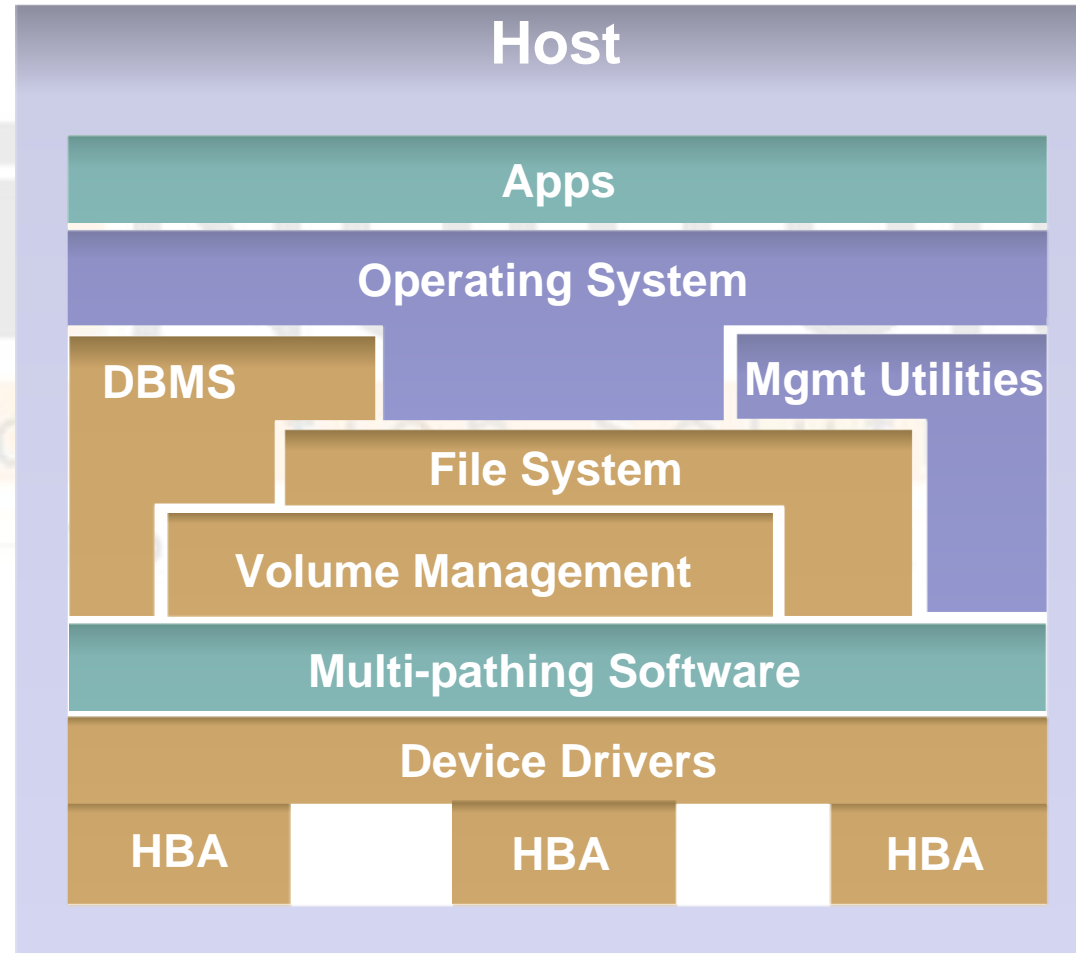 Host
Apps
Operating System
DBMS
Mgmt Utilities
File System
Volume Management
Multi-pathing Software
Device Drivers
HBA HBA HBA